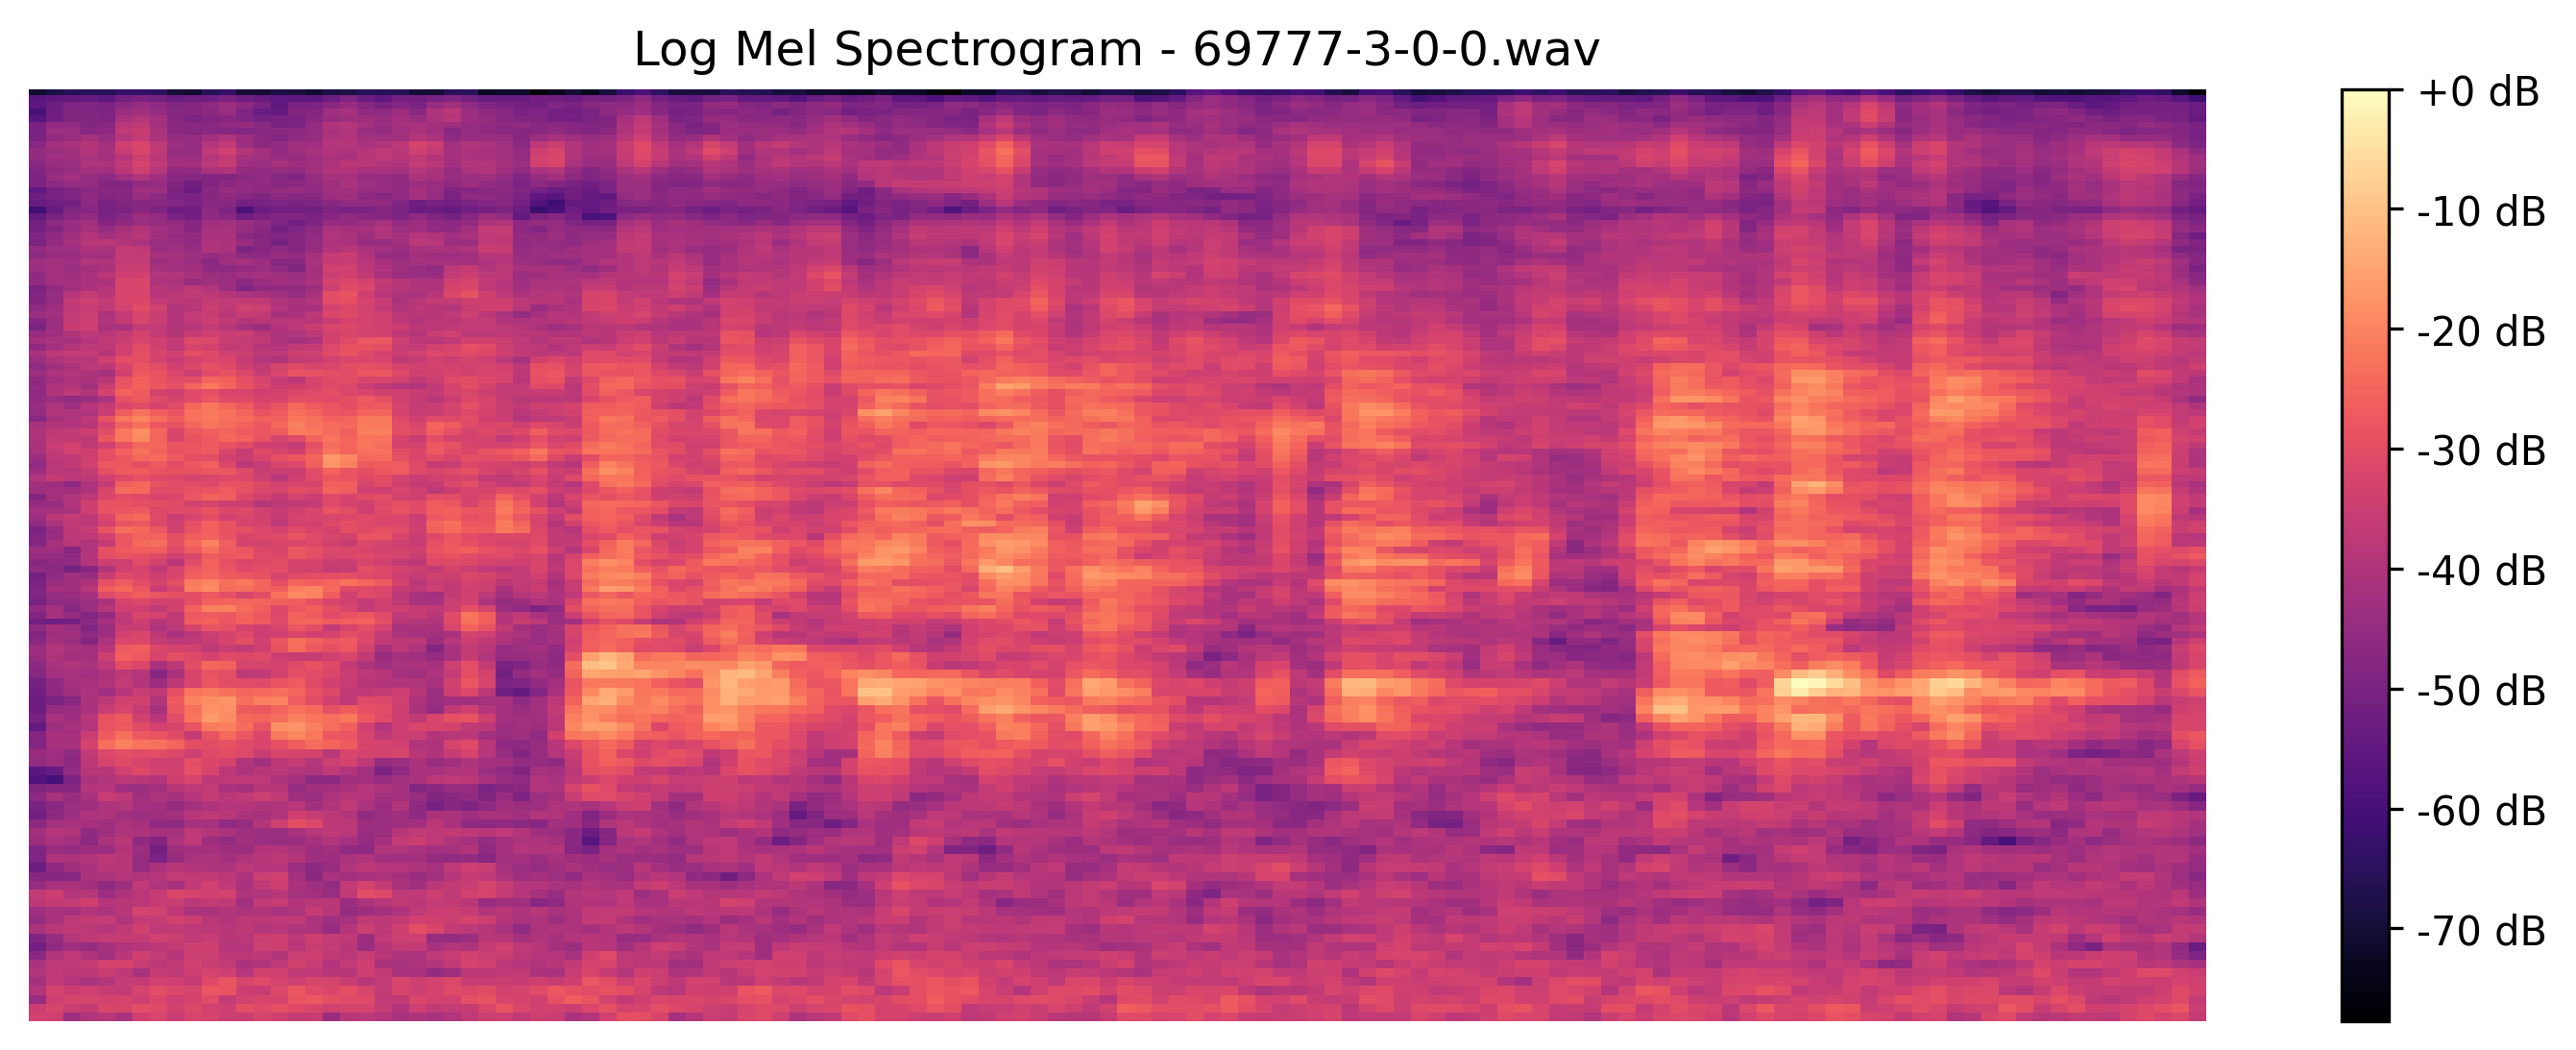 Log Mel Spectrogram - 69777-3-0-0.wav
+0 dB
-10 dB
-20 dB
-30 dB
-40 dB
-50 dB
-60 dB
-70 dB